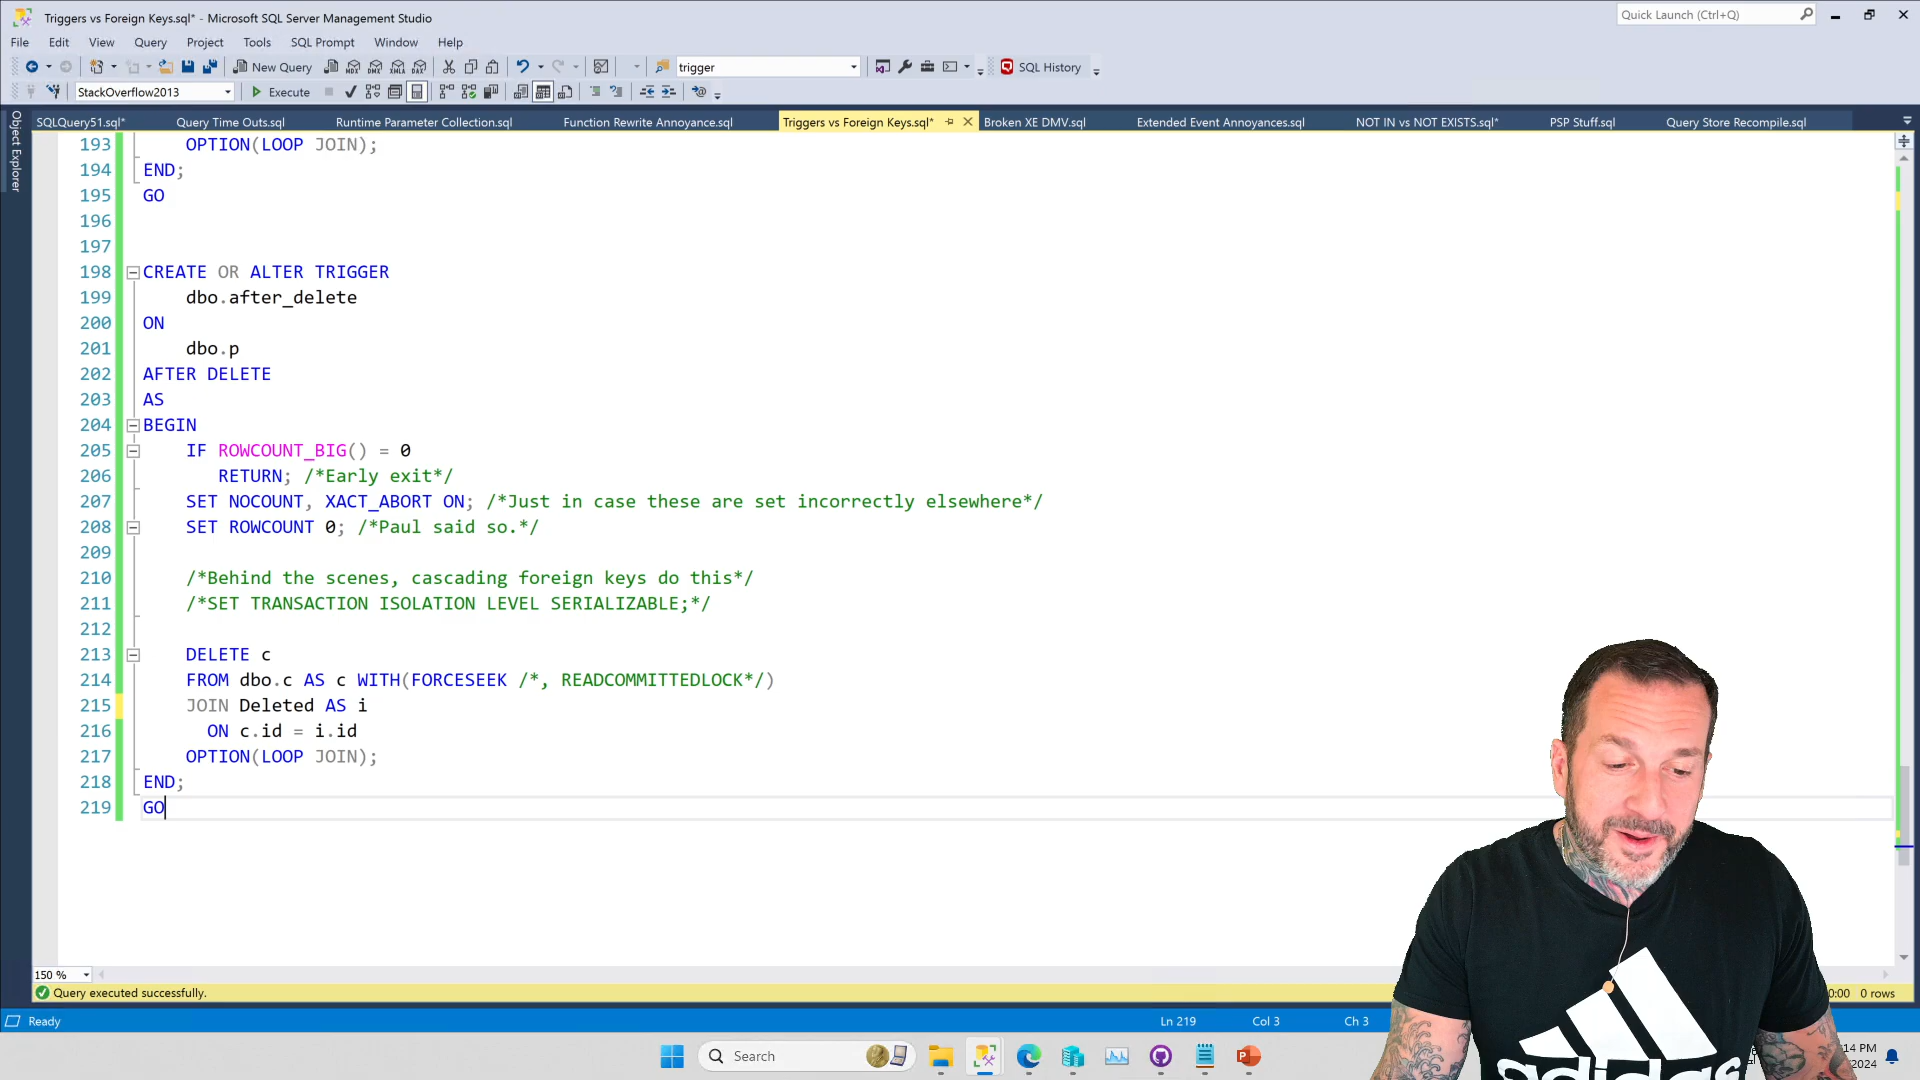 Triggers vs Foreign Keys.sql* - Microsoft SQL Server Management Studio
Quick Launch (Ctrl+Q)
File Edit View Query Project Tools SQL Prompt Window Help
New Query
MDX DMX XMLA DAX
trigger
SQL History
StackOverflow2013
Execute
Object Explorer
SQLQuery51.sql* Query Time Outs.sql Runtime Parameter Collection.sql Function Rewrite Annoyance.sql Triggers vs Foreign Keys.sql* Broken XE DMV.sql Extended Event Annoyances.sql NOT IN vs NOT EXISTS.sql* PSP Stuff.sql Query Store Recompile.sql
193 OPTION(LOOP JOIN);
194 END;
195 GO
196
197
198 CREATE OR ALTER TRIGGER
199 dbo.after_delete
200 ON
201 dbo.p
202 AFTER DELETE
203 AS
204 BEGIN
205 IF ROWCOUNT_BIG() = 0
206 RETURN; /*Early exit*/
207 SET NOCOUNT, XACT_ABORT ON; /*Just in case these are set incorrectly elsewhere*/
208 SET ROWCOUNT 0; /*Paul said so.*/
209
210 /*Behind the scenes, cascading foreign keys do this*/
211 /*SET TRANSACTION ISOLATION LEVEL SERIALIZABLE;*/
212
213 DELETE c
214 FROM dbo.c AS c WITH(FORCESEEK /*, READCOMMITTEDLOCK*/)
215 JOIN Deleted AS i
216 ON c.id = i.id
217 OPTION(LOOP JOIN);
218 END;
219 GO
150 %
Query executed successfully.
0:00 0 rows
Ready
Ln 219 Col 3 Ch 3
Search
14 PM
2024
adidas